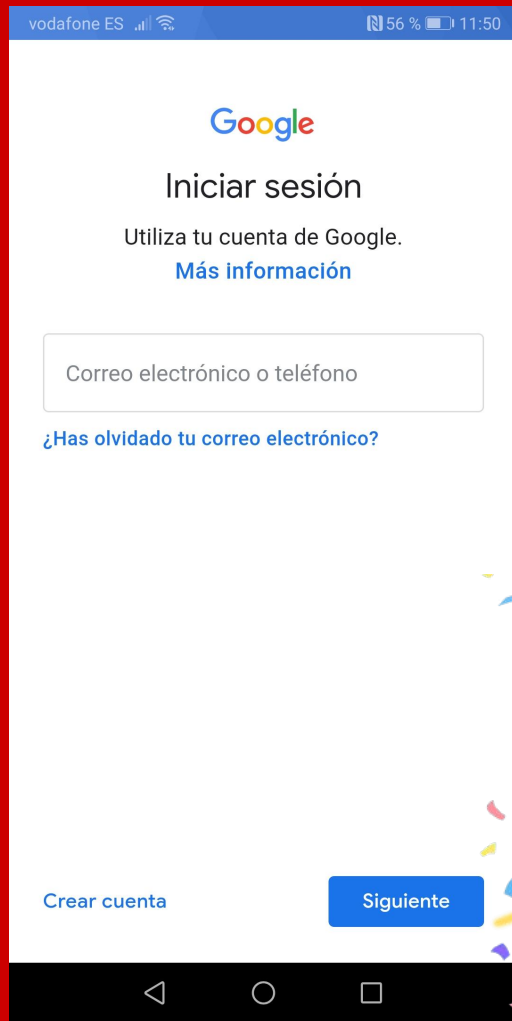 vodafone ES 56 % 11:50
Google
Iniciar sesión
Utiliza tu cuenta de Google.
Más información
Correo electrónico o teléfono
¿Has olvidado tu correo electrónico?
Crear cuenta Siguiente